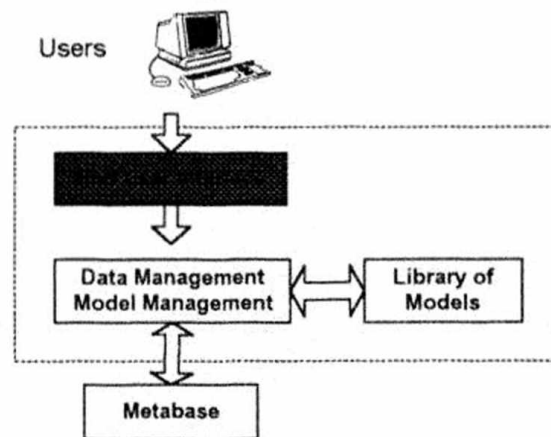 Users
Data Management
Model Management
Library of
Models
Metabase